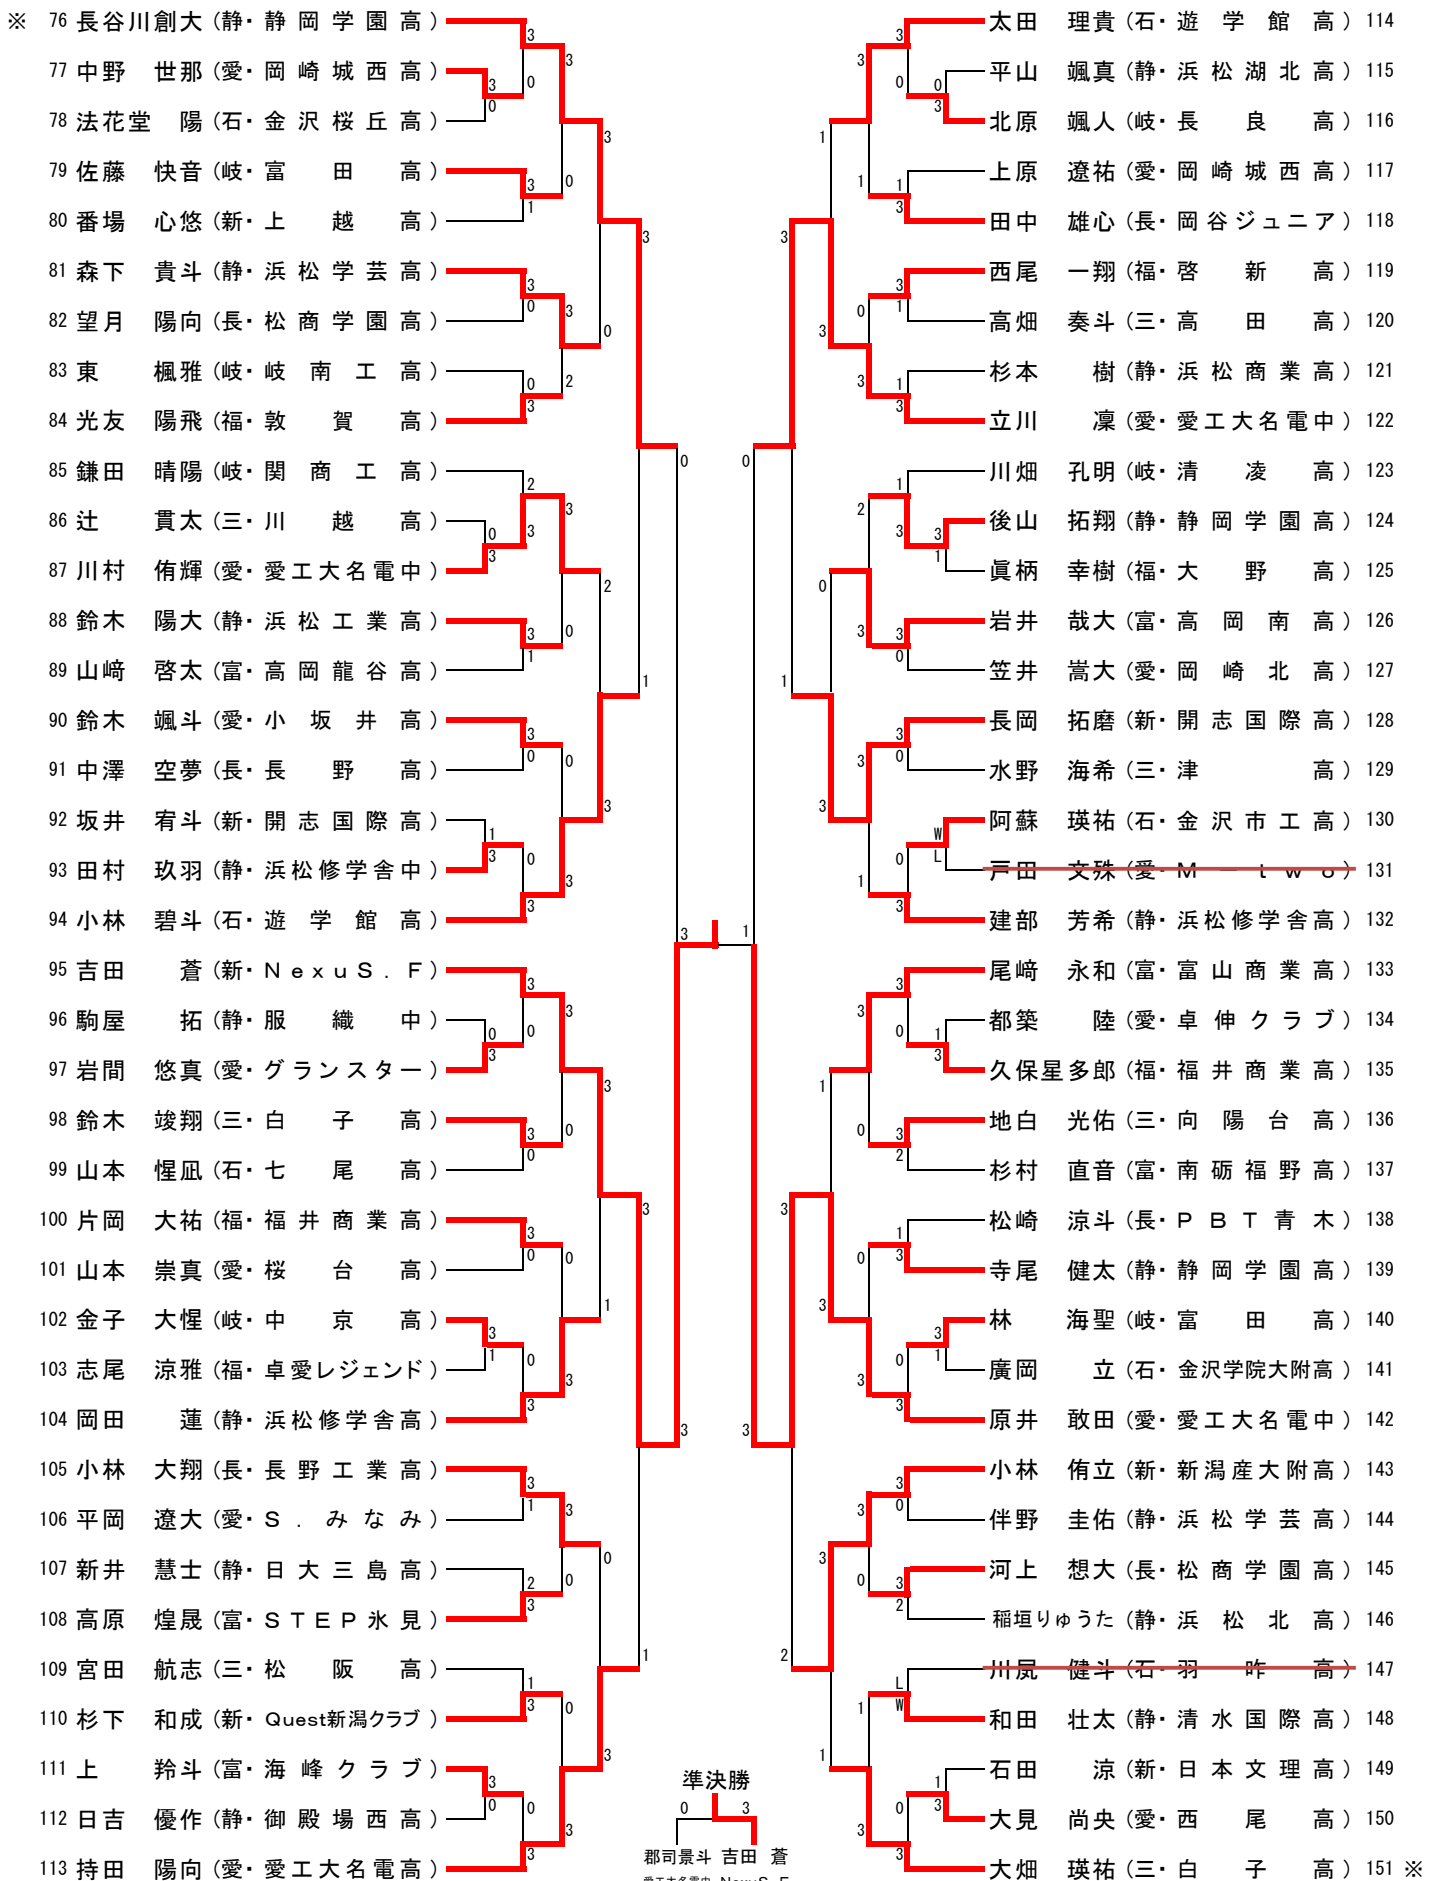 ※ 76 長谷川創大 (静・静岡学園高)
77 中野 世那 (愛・岡崎城西高)
78 法花堂 陽 (石・金沢桜丘高)
79 佐藤 快音 (岐・富田高)
80 番場 心悠 (新・上越高)
81 森下 貴斗 (静・浜松学芸高)
82 望月 陽向 (長・松商学園高)
83 東 楓雅 (岐・岐南工高)
84 光友 陽飛 (福・敦賀高)
85 鎌田 晴陽 (岐・関商工高)
86 辻 貫太 (三・川越高)
87 川村 侑輝 (愛・愛工大名電中)
88 鈴木 陽大 (静・浜松工業高)
89 山﨑 啓太 (富・高岡龍谷高)
90 鈴木 颯斗 (愛・小坂井高)
91 中澤 空夢 (長・長野高)
92 坂井 宥斗 (新・開志国際高)
93 田村 玖羽 (静・浜松修学舎中)
94 小林 碧斗 (石・遊学館高)
95 吉田 蒼 (新・NexuS.F)
96 駒屋 拓 (静・服織中)
97 岩間 悠真 (愛・グランスター)
98 鈴木 竣翔 (三・白子高)
99 山本 惺凪 (石・七尾高)
100 片岡 大祐 (福・福井商業高)
101 山本 崇真 (愛・桜台高)
102 金子 大惺 (岐・中京高)
103 志尾 涼雅 (福・卓愛レジェンド)
104 岡田 蓮 (静・浜松修学舎高)
105 小林 大翔 (長・長野工業高)
106 平岡 遼大 (愛・S.みなみ)
107 新井 慧士 (静・日大三島高)
108 高原 煌晟 (富・STEP氷見)
109 宮田 航志 (三・松阪高)
110 杉下 和成 (新・Quest新潟クラブ)
111 上 羚斗 (富・海峰クラブ)
112 日吉 優作 (静・御殿場西高)
113 持田 陽向 (愛・愛工大名電高)
太田 理貴 (石・遊学館高) 114
平山 颯真 (静・浜松湖北高) 115
北原 颯人 (岐・長良高) 116
上原 遼祐 (愛・岡崎城西高) 117
田中 雄心 (長・岡谷ジュニア) 118
西尾 一翔 (福・啓新高) 119
高畑 奏斗 (三・高田高) 120
杉本 樹 (静・浜松商業高) 121
立川 凜 (愛・愛工大名電中) 122
川畑 孔明 (岐・清凌高) 123
後山 拓翔 (静・静岡学園高) 124
眞柄 幸樹 (福・大野高) 125
岩井 哉大 (富・高岡南高) 126
笠井 嵩大 (愛・岡崎北高) 127
長岡 拓磨 (新・開志国際高) 128
水野 海希 (三・津高) 129
阿蘇 瑛祐 (石・金沢市工高) 130
戸田 文殊 (愛・M-two) 131
建部 芳希 (静・浜松修学舎高) 132
尾﨑 永和 (富・富山商業高) 133
都築 陸 (愛・卓伸クラブ) 134
久保星多郎 (福・福井商業高) 135
地白 光佑 (三・向陽台高) 136
杉村 直音 (富・南砺福野高) 137
松崎 涼斗 (長・PBT青木) 138
寺尾 健太 (静・静岡学園高) 139
林 海聖 (岐・富田高) 140
廣岡 立 (石・金沢学院大附高) 141
原井 敢田 (愛・愛工大名電中) 142
小林 侑立 (新・新潟産大附高) 143
伴野 圭佑 (静・浜松学芸高) 144
河上 想大 (長・松商学園高) 145
稲垣りゅうた (静・浜松北高) 146
川凮 健斗 (石・羽咋高) 147
和田 壮太 (静・清水国際高) 148
石田 涼 (新・日本文理高) 149
大見 尚央 (愛・西尾高) 150
大畑 瑛祐 (三・白子高) 151 ※
準決勝
0 3
郡司景斗 吉田 蒼
愛工大名電中 NexuS.F